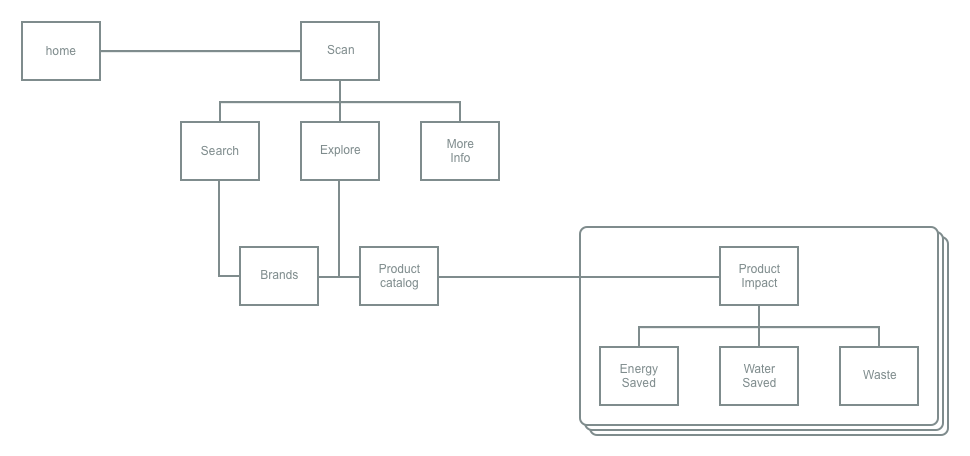 home
Scan
Search
Explore
More
Info
Brands
Product
catalog
Product
Impact
Energy
Saved
Water
Saved
Waste